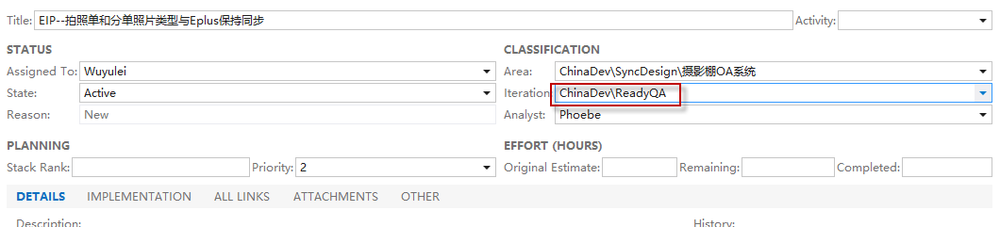 Title: EIP--拍照单和分单照片类型与Eplus保持同步 Activity:
STATUS CLASSIFICATION
Assigned To: Wuyulei Area: ChinaDev\SyncDesign\摄影棚OA系统
State: Active Iteration: ChinaDev\ReadyQA
Reason: New Analyst: Phoebe
PLANNING EFFORT (HOURS)
Stack Rank: Priority: 2 Original Estimate: Remaining: Completed:
DETAILS IMPLEMENTATION ALL LINKS ATTACHMENTS OTHER
Description: History: